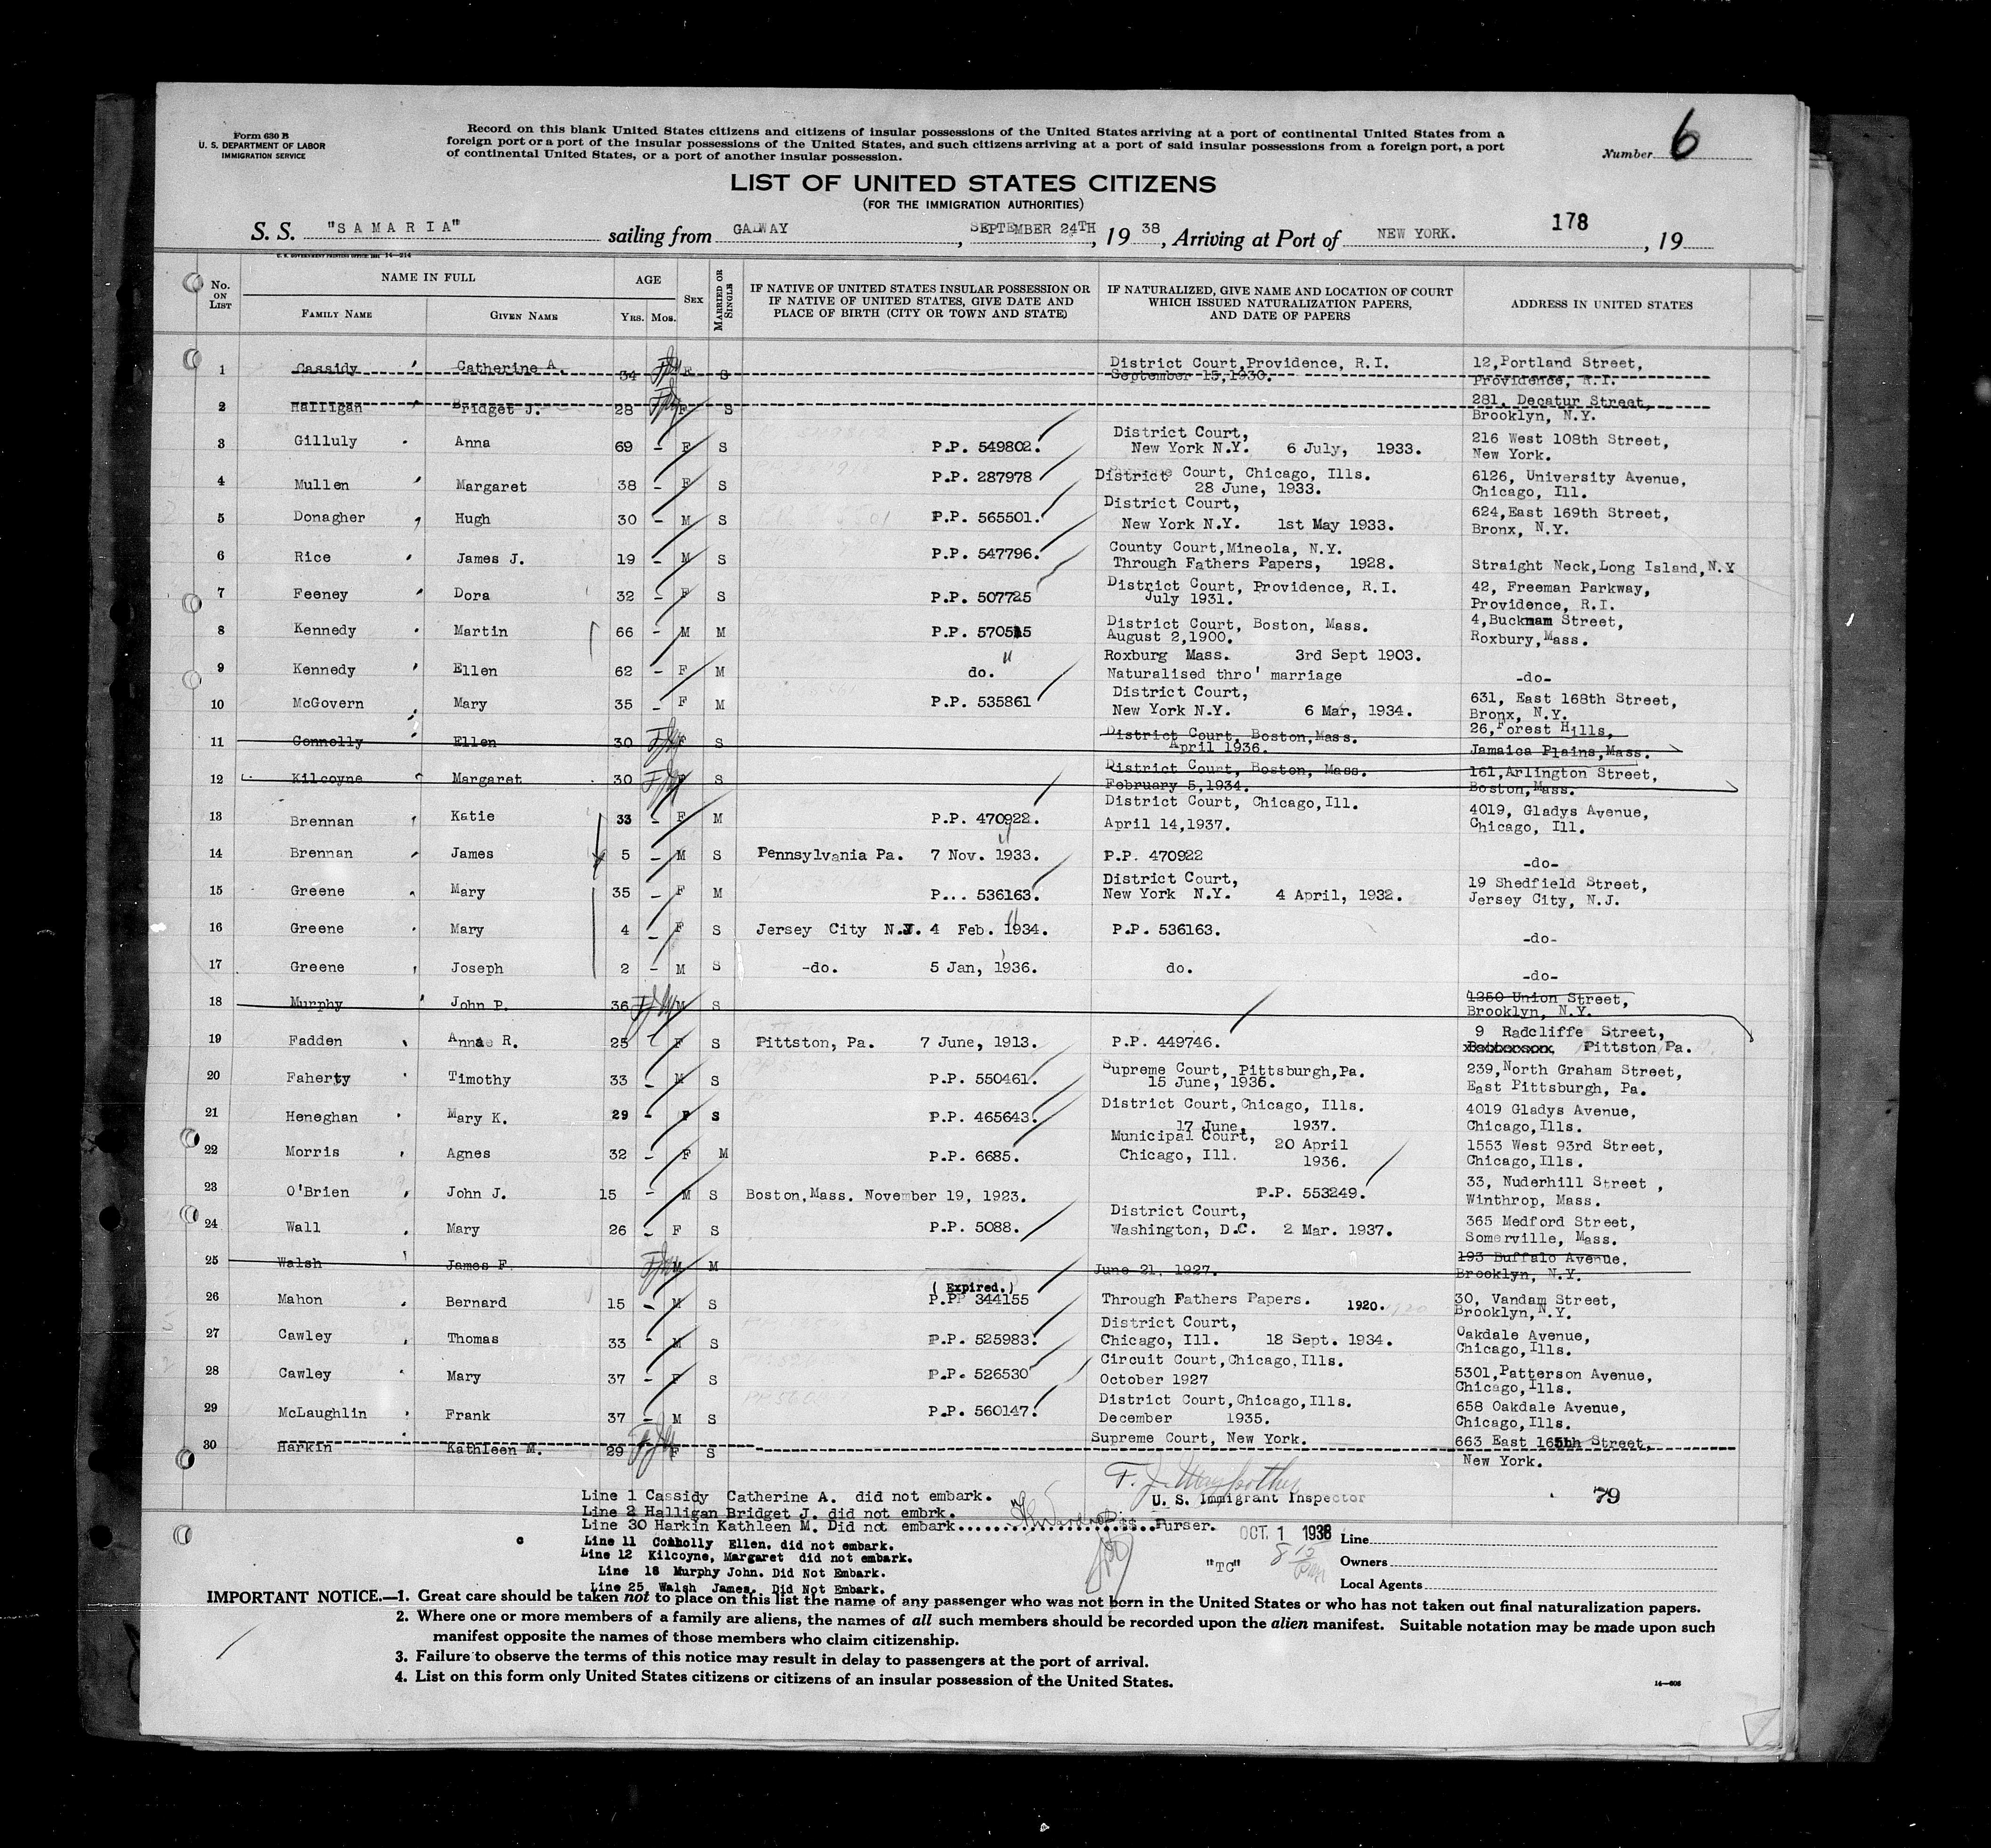 Form 630 B
U. S. DEPARTMENT OF LABOR
IMMIGRATION SERVICE
Record on this blank United States citizens and citizens of insular possessions of the United States arriving at a port of continental United States from a
foreign port or a port of the insular possessions of the United States, and such citizens arriving at a port of said insular possessions from a foreign port, a port
of continental United States, or a port of another insular possession.
Number 6
LIST OF UNITED STATES CITIZENS
(FOR THE IMMIGRATION AUTHORITIES)
S. S. "SAMARIA" sailing from GALWAY, SEPTEMBER 24TH, 19 38, Arriving at Port of NEW YORK. 178, 19
U. S. GOVERNMENT PRINTING OFFICE: 1931 14—214
No. ON LIST
NAME IN FULL
FAMILY NAME
GIVEN NAME
AGE
YRS. MOS.
SEX
MARRIED OR SINGLE
IF NATIVE OF UNITED STATES INSULAR POSSESSION OR
IF NATIVE OF UNITED STATES, GIVE DATE AND
PLACE OF BIRTH (CITY OR TOWN AND STATE)
IF NATURALIZED, GIVE NAME AND LOCATION OF COURT
WHICH ISSUED NATURALIZATION PAPERS,
AND DATE OF PAPERS
ADDRESS IN UNITED STATES
1 Cassidy Catherine A. 34 F S District Court, Providence, R.I. 12, Portland Street,
September 15, 1930. Providence, R.I.
2 Halligan Bridget J. 28 F S 281, Decatur Street,
Brooklyn, N.Y.
3 Gilluly Anna 69 – F S P.P. 549802. District Court, 216 West 108th Street,
New York N.Y. 6 July, 1933. New York.
4 Mullen Margaret 38 – F S P.P. 287978 District Court, Chicago, Ills. 6126, University Avenue,
28 June, 1933. Chicago, Ill.
5 Donagher Hugh 30 – M S P.P. 565501. District Court, 624, East 169th Street,
New York N.Y. 1st May 1933. Bronx, N.Y.
6 Rice James J. 19 – M S P.P. 547796. County Court, Mineola, N.Y.
Through Fathers Papers, 1928. Straight Neck, Long Island, N.Y
7 Feeney Dora 32 – F S P.P. 507725 District Court, Providence, R.I. 42, Freeman Parkway,
July 1931. Providence, R.I.
8 Kennedy Martin 66 – M M P.P. 570515 District Court, Boston, Mass. 4, Bucknam Street,
August 2, 1900. Roxbury, Mass.
9 Kennedy Ellen 62 – F M do. Roxburg Mass. 3rd Sept 1903.
Naturalised thro' marriage -do-
10 McGovern Mary 35 – F M P.P. 535861 District Court, 631, East 168th Street,
New York N.Y. 6 Mar, 1934. Bronx, N.Y.
11 Connolly Ellen 30 F S District Court, Boston, Mass. 26, Forest Hills,
April 1936. Jamaica Plains, Mass.
12 Kilcoyne Margaret 30 F S District Court, Boston, Mass. 161, Arlington Street,
February 5, 1934. Boston, Mass.
13 Brennan Katie 33 – F M P.P. 470922. District Court, Chicago, Ill. 4019, Gladys Avenue,
April 14, 1937. Chicago, Ill.
14 Brennan James 5 – M S Pennsylvania Pa. 7 Nov. 1933. P.P. 470922 -do-
15 Greene Mary 35 – F M P... 536163. District Court, 19 Shedfield Street,
New York N.Y. 4 April, 1932. Jersey City, N.J.
16 Greene Mary 4 – F S Jersey City N.J. 4 Feb. 1934. P.P. 536163. -do-
17 Greene Joseph 2 – M S -do. 5 Jan, 1936. do. -do-
18 Murphy John P. 36 M S 1250 Union Street,
Brooklyn, N.Y.
19 Fadden Annae R. 25 F S Pittston, Pa. 7 June, 1913. P.P. 449746. 9 Radcliffe Street,
Pittston Pa.
20 Faherty Timothy 33 – M S P.P. 550461. Supreme Court, Pittsburgh, Pa. 239, North Graham Street,
15 June, 1936. East Pittsburgh, Pa.
21 Heneghan Mary K. 29 – F S P.P. 465643. District Court, Chicago, Ills. 4019 Gladys Avenue,
17 June, 1937. Chicago, Ills.
22 Morris Agnes 32 – F M P.P. 6685. Municipal Court, 20 April 1553 West 93rd Street,
Chicago, Ill. 1936. Chicago, Ills.
23 O'Brien John J. 15 – M S Boston, Mass. November 19, 1923. P.P. 553249. 33, Nuderhill Street,
Winthrop, Mass.
24 Wall Mary 26 – F S P.P. 5088. District Court, 365 Medford Street,
Washington, D.C. 2 Mar. 1937. Somerville, Mass.
25 Walsh James F. M M June 21, 1927. 193 Buffalo Avenue.
Brooklyn, N.Y.
(Expired.)
26 Mahon Bernard 15 – M S P.P 344155 Through Fathers Papers. 1920. 30, Vandam Street,
Brooklyn, N.Y.
27 Cawley Thomas 33 – M S P.P. 525983. District Court, Oakdale Avenue,
Chicago, Ill. 18 Sept. 1934. Chicago, Ills.
28 Cawley Mary 37 – F S P.P. 526530 Circuit Court, Chicago, Ills. 5301, Patterson Avenue,
October 1927 Chicago, Ills.
29 McLaughlin Frank 37 – M S P.P. 560147. District Court, Chicago, Ills. 658 Oakdale Avenue,
December 1935. Chicago, Ills.
30 Harkin Kathleen M. 29 F S Supreme Court, New York. 663 East 165th Street,
New York.
Line 1 Cassidy Catherine A. did not embark.
U. S. Immigrant Inspector
79
Line 2 Halligan Bridget J. did not embrk.
Line 30 Harkin Kathleen M. Did not embark. Purser.
OCT. 1 1938
Line 11 Connolly Ellen. did not embark.
Line 12 Kilcoyne, Margaret did not embark.
Line 18 Murphy John. Did Not Embark.
Line 25 Walsh James. Did Not Embark.
"TC"
Line
Owners
Local Agents
IMPORTANT NOTICE.—1. Great care should be taken not to place on this list the name of any passenger who was not born in the United States or who has not taken out final naturalization papers.
2. Where one or more members of a family are aliens, the names of all such members should be recorded upon the alien manifest. Suitable notation may be made upon such
manifest opposite the names of those members who claim citizenship.
3. Failure to observe the terms of this notice may result in delay to passengers at the port of arrival.
4. List on this form only United States citizens or citizens of an insular possession of the United States.
14—606